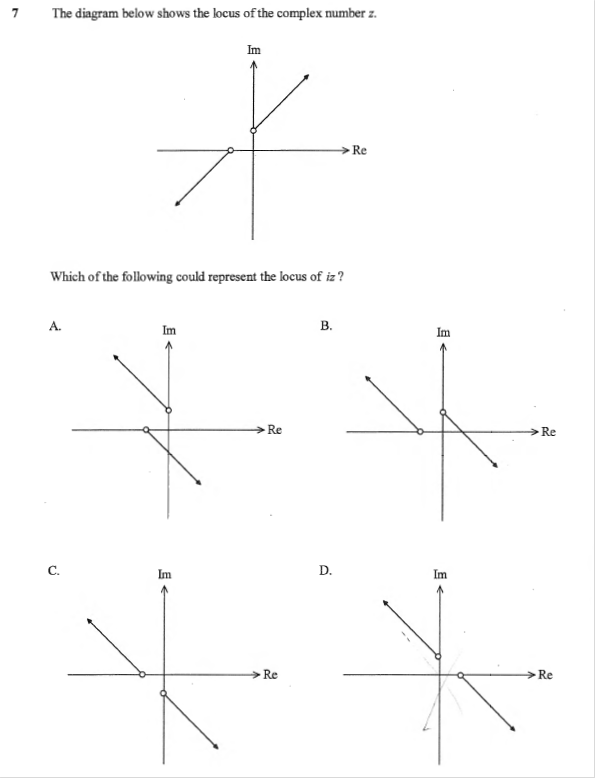 7 The diagram below shows the locus of the complex number z.
Im
Re
Which of the following could represent the locus of iz ?
A. Im
Re
B. Im
Re
C. Im
Re
D. Im
Re